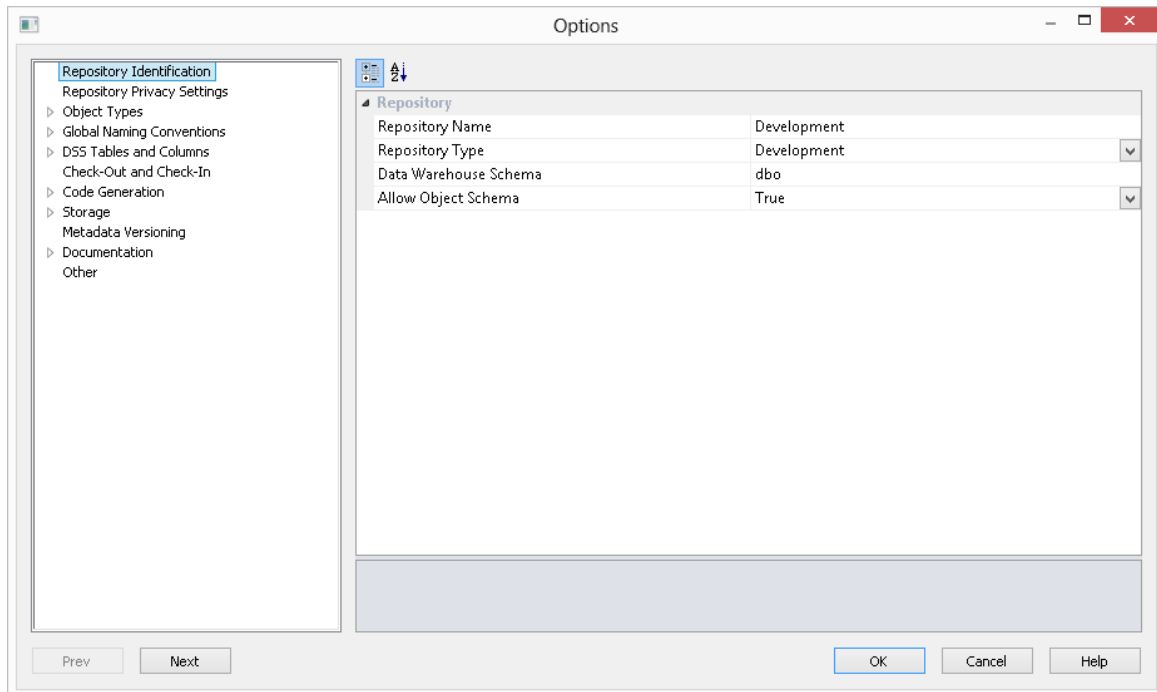 Options
Repository Identification
Repository Privacy Settings
Object Types
Global Naming Conventions
DSS Tables and Columns
Check-Out and Check-In
Code Generation
Storage
Metadata Versioning
Documentation
Other
A
Z
Repository
Repository Name Development
Repository Type Development
Data Warehouse Schema dbo
Allow Object Schema True
Prev Next OK Cancel Help